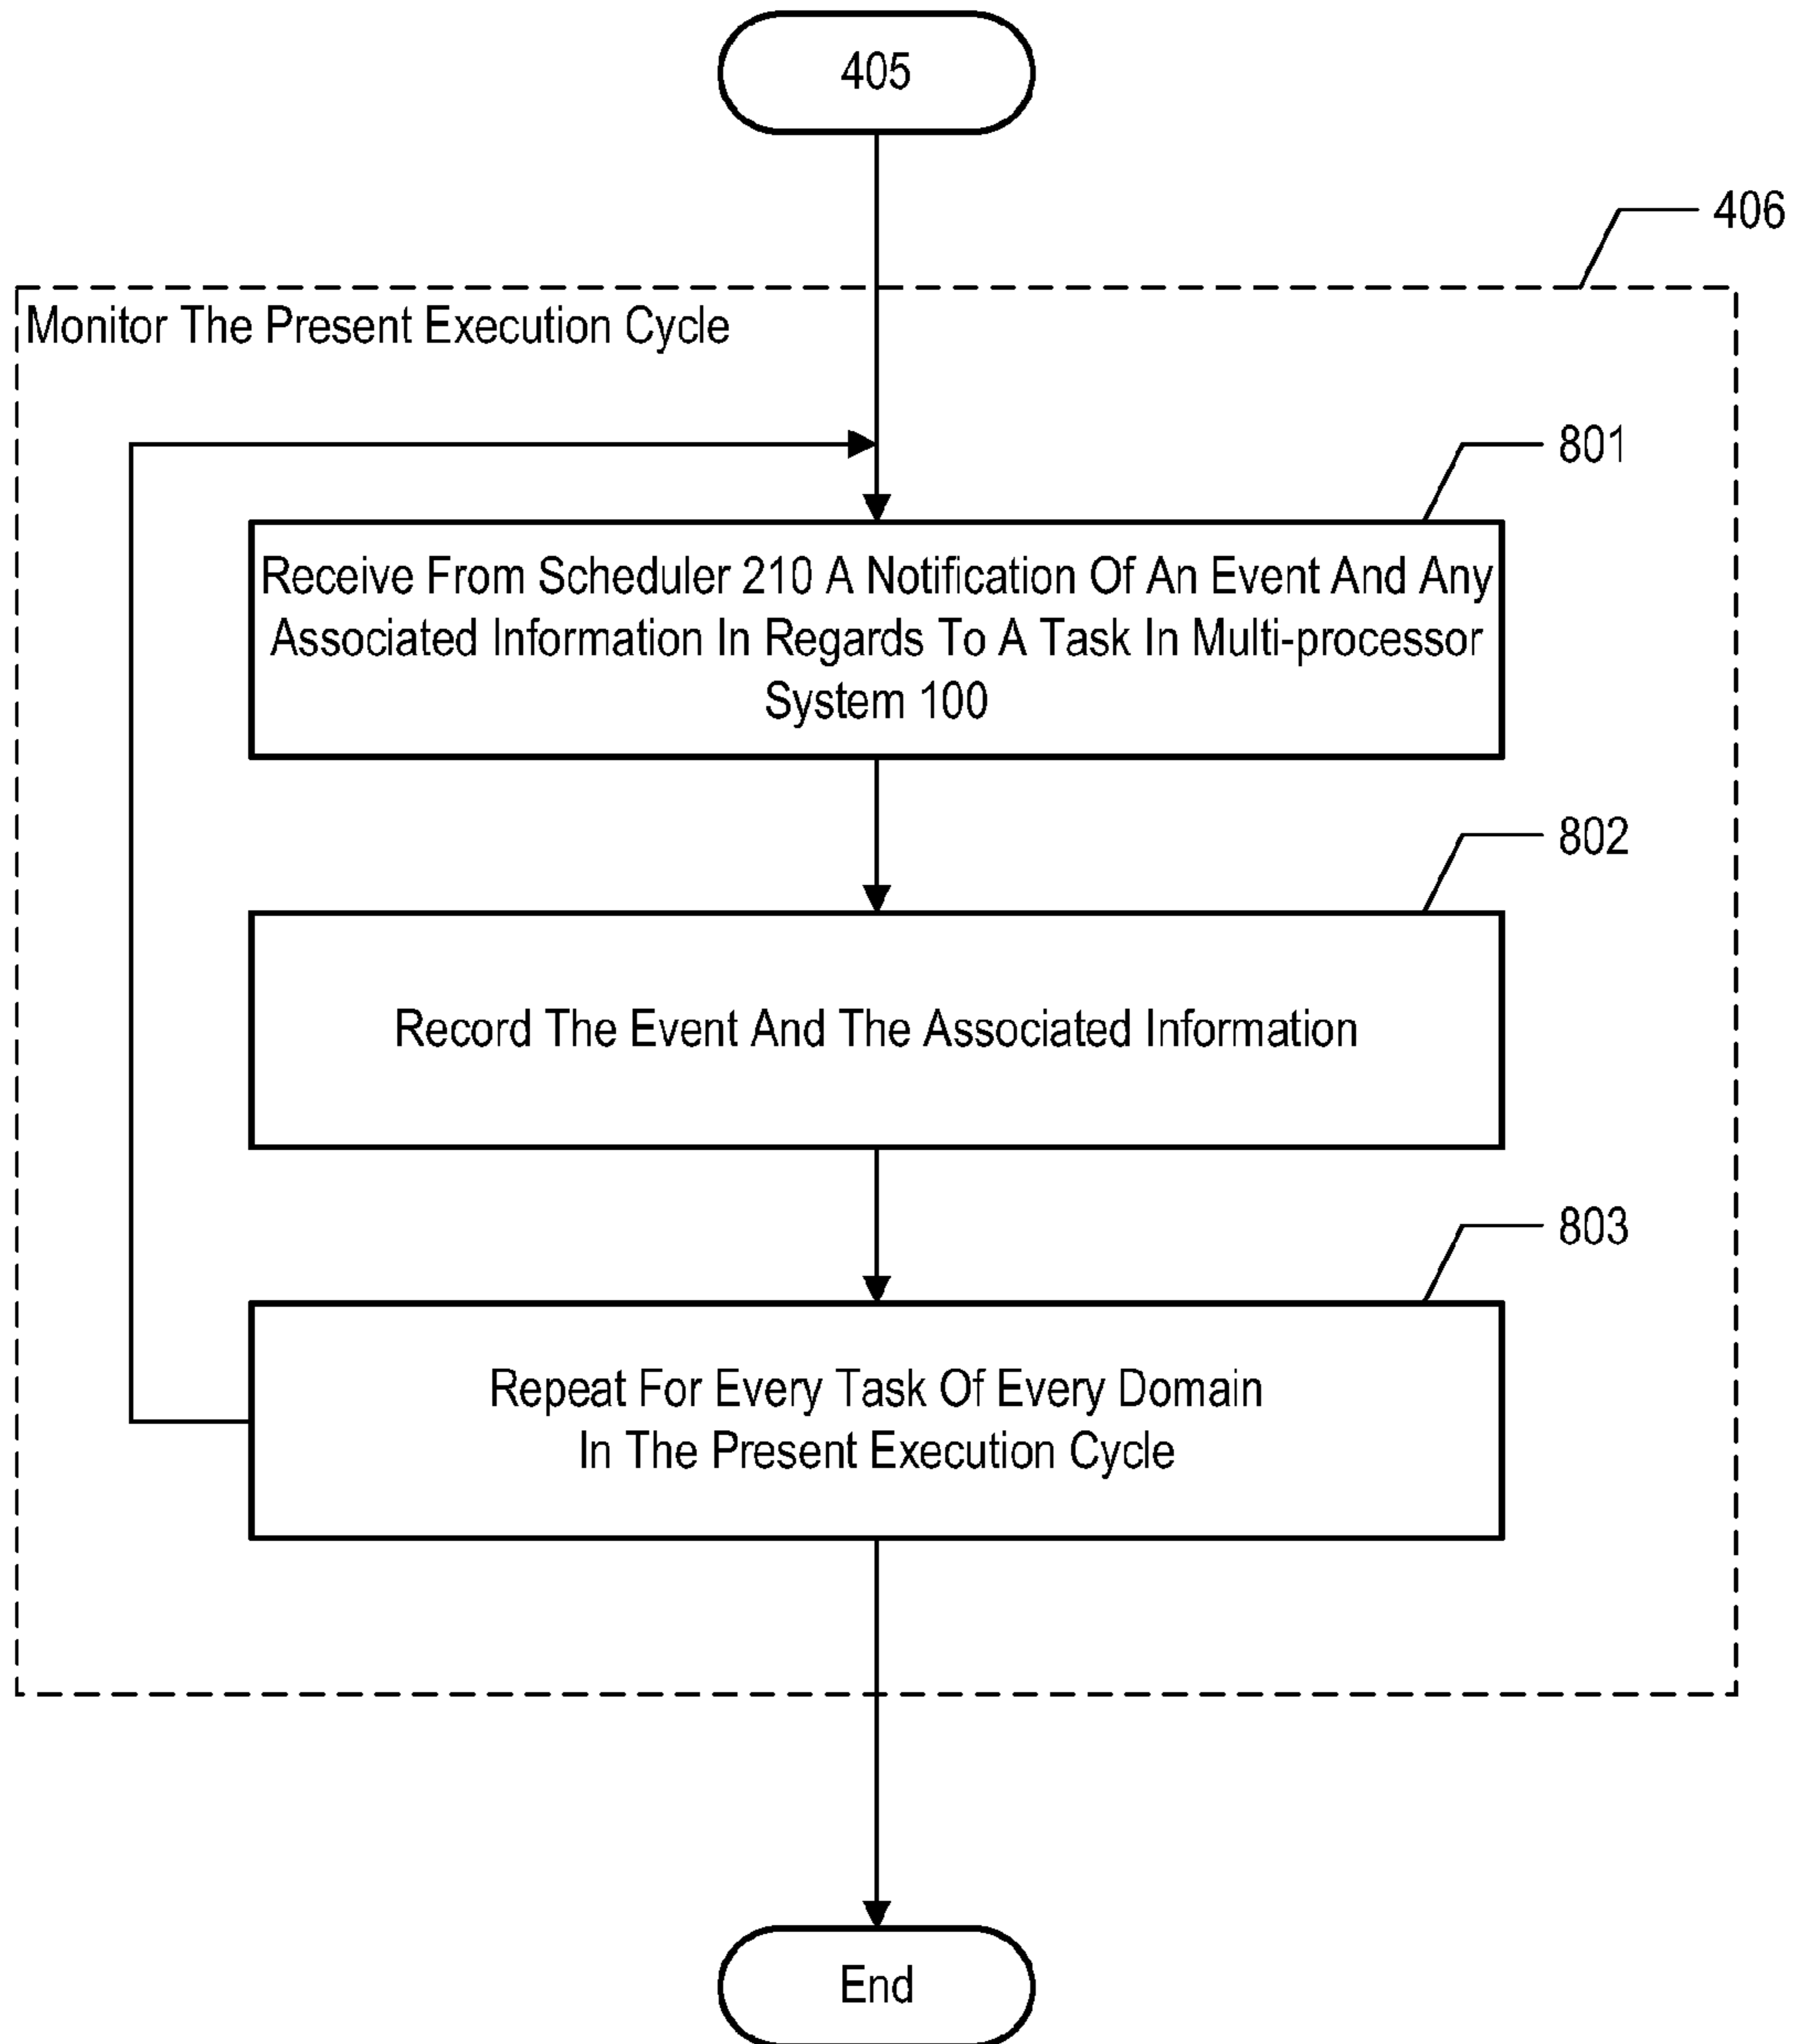 405
406
Monitor The Present Execution Cycle
801
Receive From Scheduler 210 A Notification Of An Event And Any
Associated Information In Regards To A Task In Multi-processor
System 100
802
Record The Event And The Associated Information
803
Repeat For Every Task Of Every Domain
In The Present Execution Cycle
End